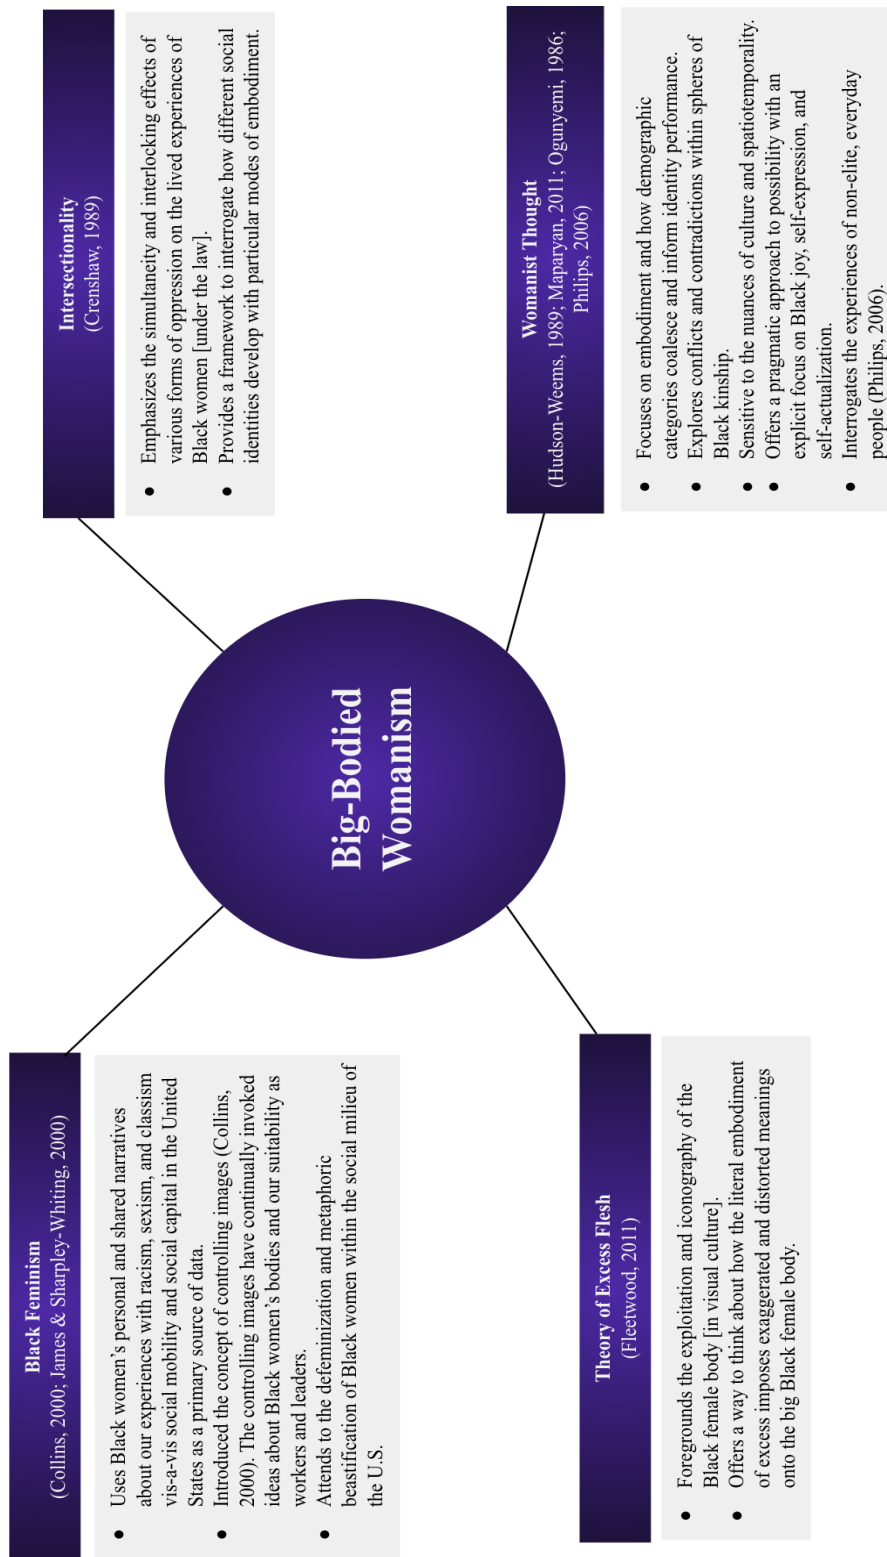 Black Feminism
(Collins, 2000; James & Sharpley-Whiting, 2000)
● Uses Black women’s personal and shared narratives
about our experiences with racism, sexism, and classism
vis-a-vis social mobility and social capital in the United
States as a primary source of data.
● Introduced the concept of controlling images (Collins,
2000). The controlling images have continually invoked
ideas about Black women’s bodies and our suitability as
workers and leaders.
● Attends to the defeminization and metaphoric
beastification of Black women within the social milieu of
the U.S.
Intersectionality
(Crenshaw, 1989)
● Emphasizes the simultaneity and interlocking effects of
various forms of oppression on the lived experiences of
Black women [under the law].
● Provides a framework to interrogate how different social
identities develop with particular modes of embodiment.
Big-Bodied
Womanism
Theory of Excess Flesh
(Fleetwood, 2011)
● Foregrounds the exploitation and iconography of the
Black female body [in visual culture].
● Offers a way to think about how the literal embodiment
of excess imposes exaggerated and distorted meanings
onto the big Black female body.
Womanist Thought
(Hudson-Weems, 1989; Maparyan, 2011; Ogunyemi, 1986;
Philips, 2006)
● Focuses on embodiment and how demographic
categories coalesce and inform identity performance.
● Explores conflicts and contradictions within spheres of
Black kinship.
● Sensitive to the nuances of culture and spatiotemporality.
● Offers a pragmatic approach to possibility with an
explicit focus on Black joy, self-expression, and
self-actualization.
● Interrogates the experiences of non-elite, everyday
people (Philips, 2006).